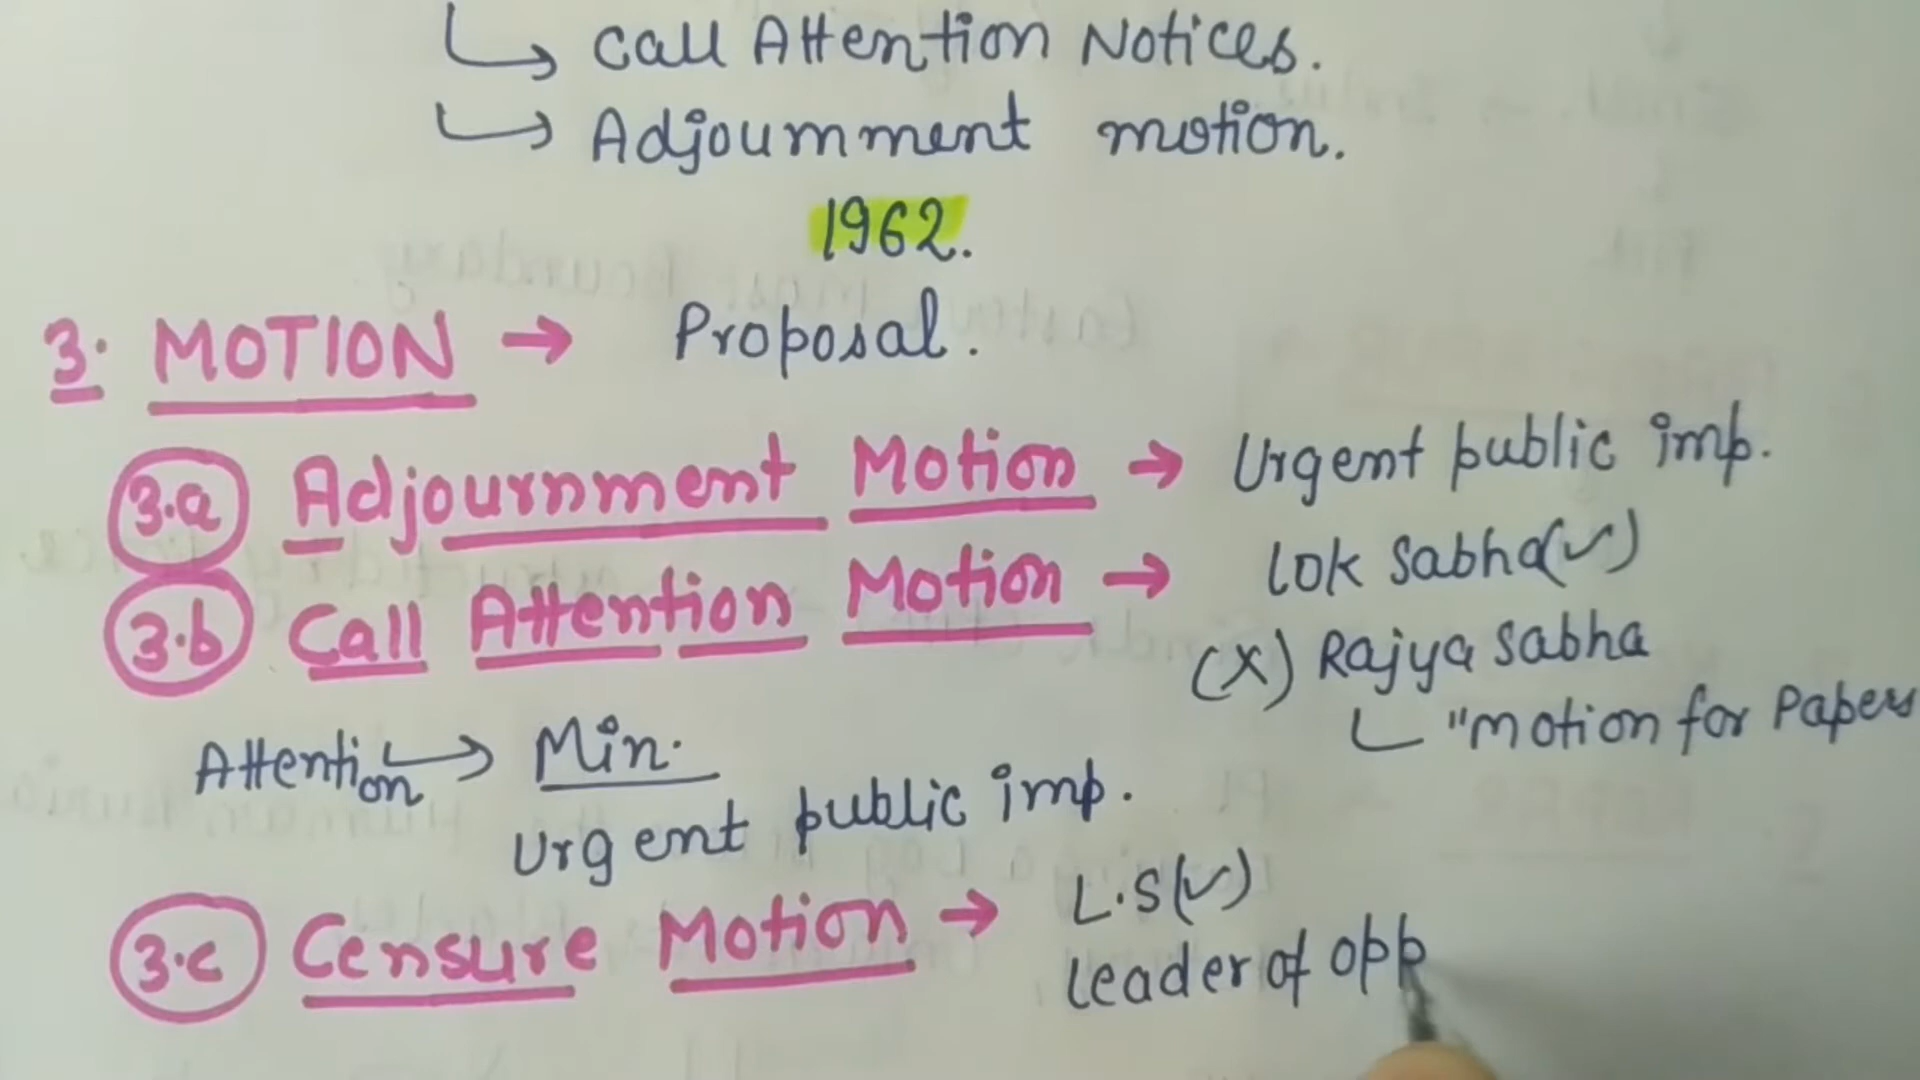 ↳ Call Attention Notices.
↳ Adjournment motion.
1962.
3. MOTION → Proposal.
3.a Adjournment Motion → Urgent public imp.
3.b Call Attention Motion → Lok Sabha(✓)
(X) Rajya Sabha
"Motion for Papers
Attention → Min.
Urgent public imp.
3.c Censure Motion → L.S(✓)
Leader of opp